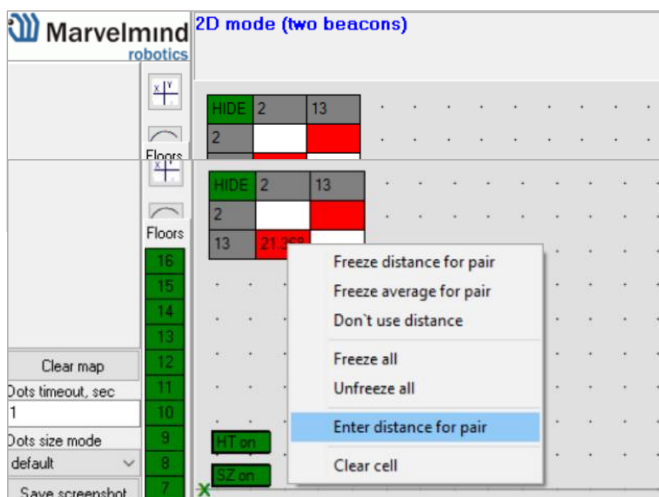 Marvelmind
robotics
2D mode (two beacons)
HIDE 2 13
2
Floors
HIDE 2 13
2
13 21.368
Floors
16
15
14
13
12
11
10
9
8
7
Clear map
Dots timeout, sec
1
Dots size mode
default
Save screenshot
HT on
SZ on
X
Freeze distance for pair
Freeze average for pair
Don`t use distance
Freeze all
Unfreeze all
Enter distance for pair
Clear cell